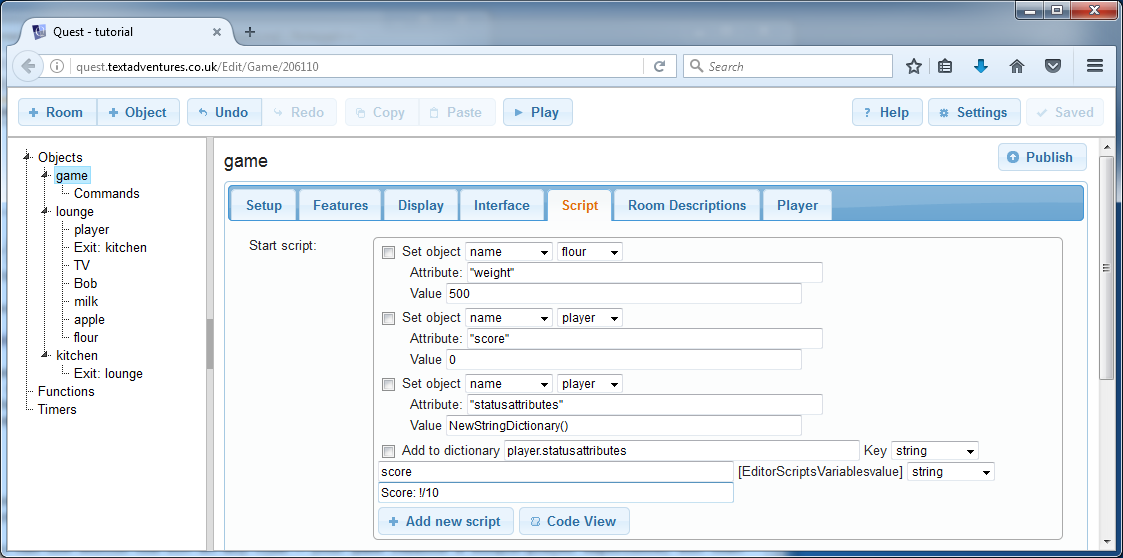 Quest - tutorial
quest.textadventures.co.uk/Edit/Game/206110
Search
Room Object Undo Redo Copy Paste Play Help Settings Saved
Objects
game
Commands
lounge
player
Exit: kitchen
TV
Bob
milk
apple
flour
kitchen
Exit: lounge
Functions
Timers
game
Publish
Setup Features Display Interface Script Room Descriptions Player
Start script:
Set object name flour
Attribute: "weight"
Value 500
Set object name player
Attribute: "score"
Value 0
Set object name player
Attribute: "statusattributes"
Value NewStringDictionary()
Add to dictionary player.statusattributes Key string
score [EditorScriptsVariablesvalue] string
Score: !/10
Add new script Code View